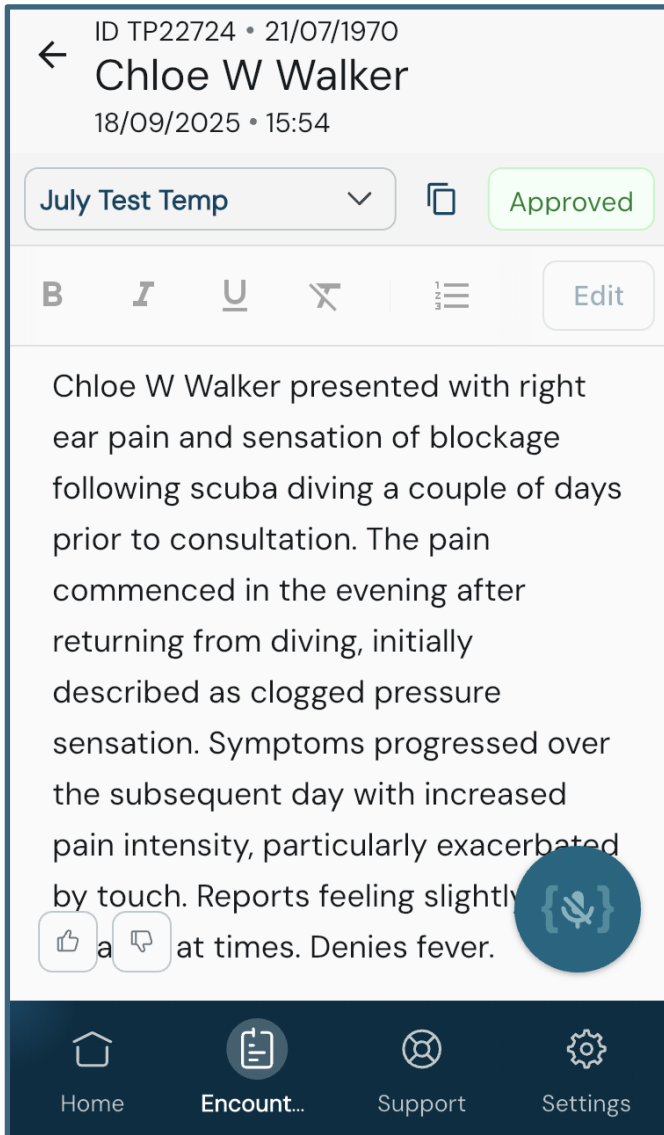 ID TP22724 • 21/07/1970
Chloe W Walker
18/09/2025 • 15:54
July Test Temp
Approved
B I U
Edit
Chloe W Walker presented with right
ear pain and sensation of blockage
following scuba diving a couple of days
prior to consultation. The pain
commenced in the evening after
returning from diving, initially
described as clogged pressure
sensation. Symptoms progressed over
the subsequent day with increased
pain intensity, particularly exacerbated
by touch. Reports feeling slightly
at times. Denies fever.
Home
Encount...
Support
Settings